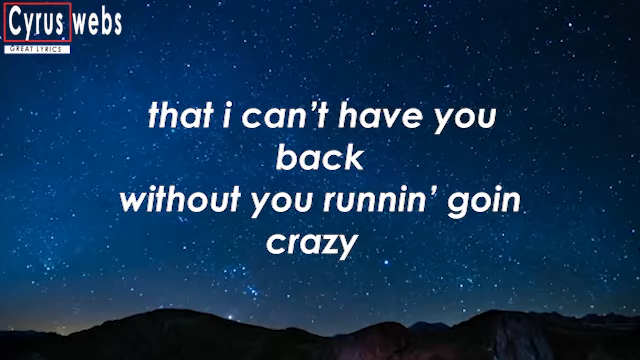 Cyrus webs
GREAT LYRICS
that i can't have you
back
without you runnin' goin
crazy